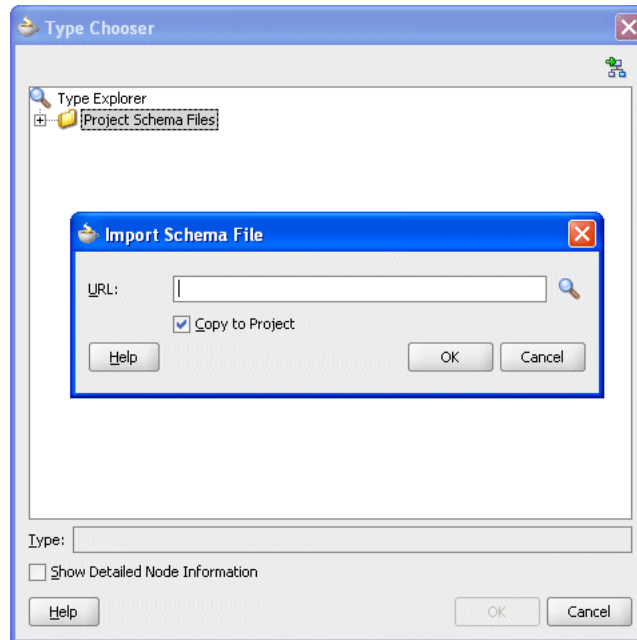 Type Chooser
Type Explorer
Project Schema Files
Import Schema File
URL:
Copy to Project
Help
OK
Cancel
Type:
Show Detailed Node Information
Help
OK
Cancel